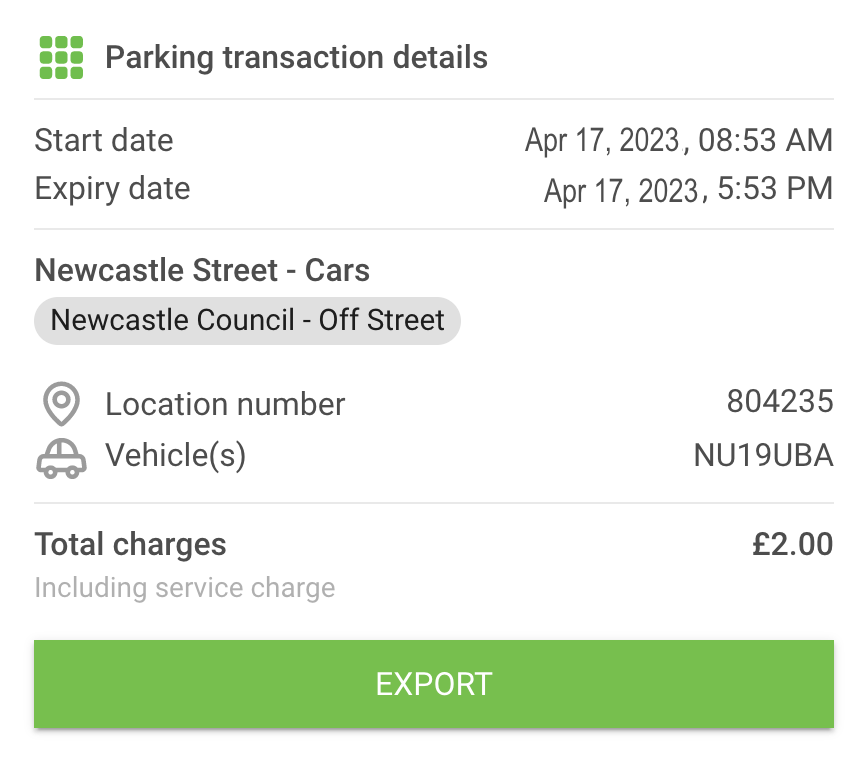 Parking transaction details
Start date Apr 17, 2023, 08:53 AM
Expiry date Apr 17, 2023, 5:53 PM
Newcastle Street - Cars
Newcastle Council - Off Street
Location number 804235
Vehicle(s) NU19UBA
Total charges £2.00
Including service charge
EXPORT